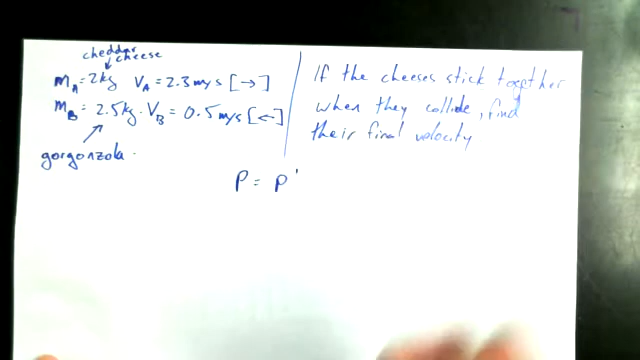 cheddar cheese
mA = 2kg VA = 2.3 m/s [→]
mB = 2.5kg. VB = 0.5 m/s [←]
gorgonzola
If the cheeses stick together
when they collide, find
their final velocity
P = P'